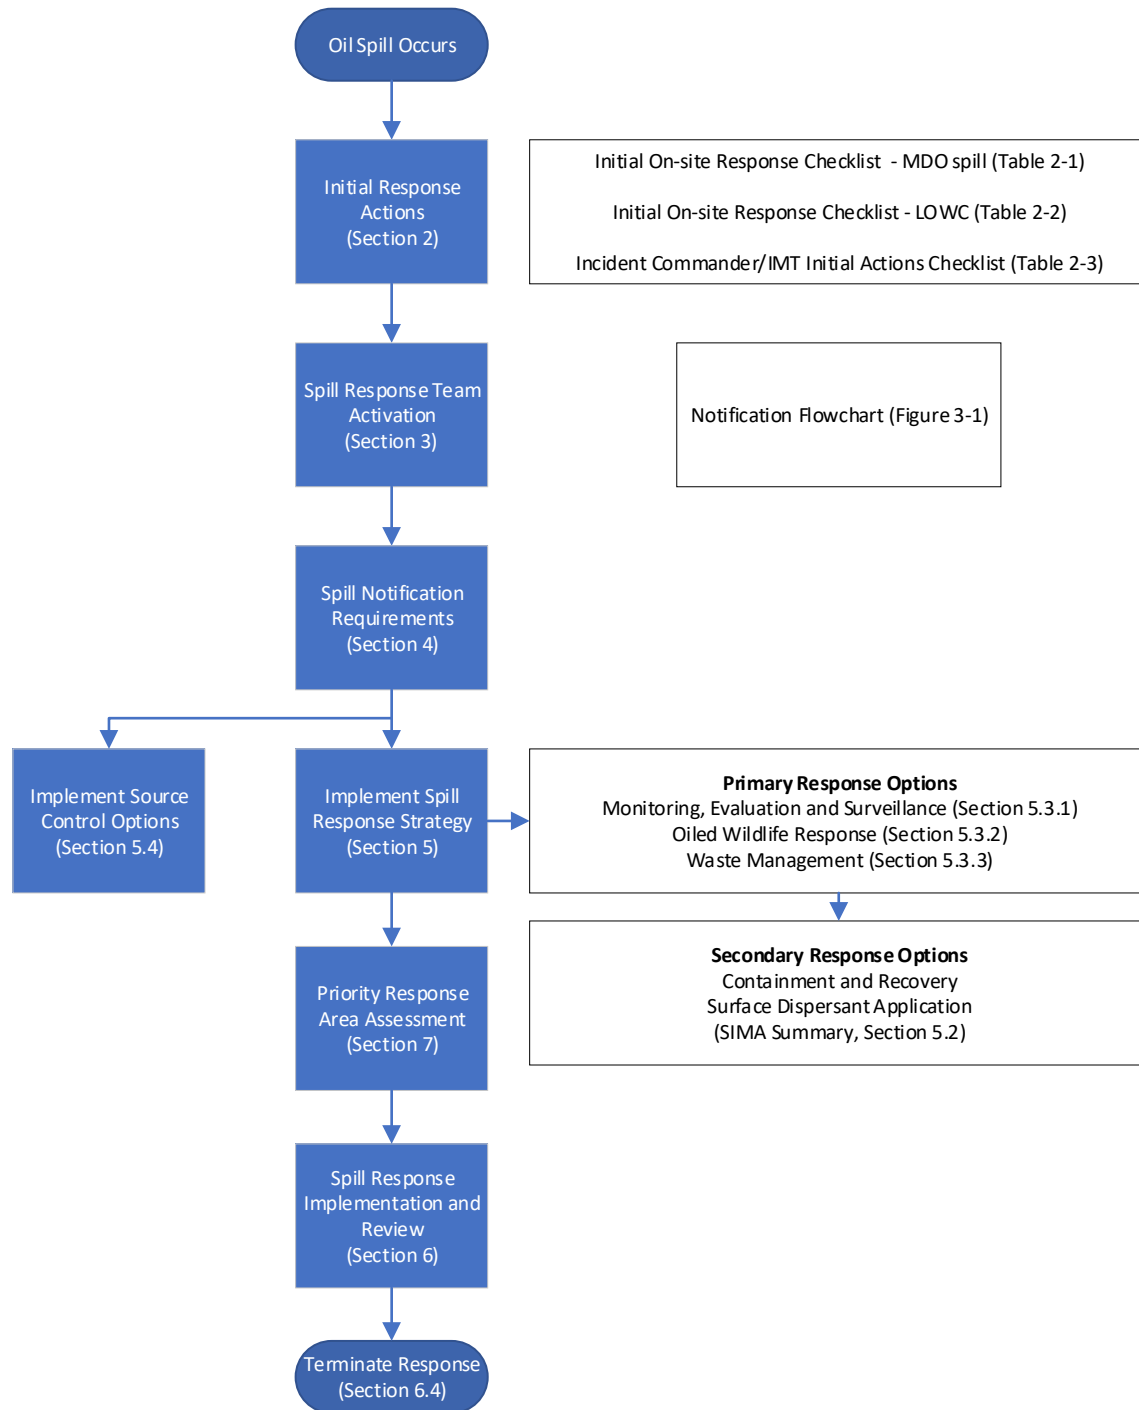 Oil Spill Occurs
Initial Response
Actions
(Section 2)
Initial On-site Response Checklist - MDO spill (Table 2-1)
Initial On-site Response Checklist - LOWC (Table 2-2)
Incident Commander/IMT Initial Actions Checklist (Table 2-3)
Spill Response Team
Activation
(Section 3)
Notification Flowchart (Figure 3-1)
Spill Notification
Requirements
(Section 4)
Implement Source
Control Options
(Section 5.4)
Implement Spill
Response Strategy
(Section 5)
Primary Response Options
Monitoring, Evaluation and Surveillance (Section 5.3.1)
Oiled Wildlife Response (Section 5.3.2)
Waste Management (Section 5.3.3)
Secondary Response Options
Containment and Recovery
Surface Dispersant Application
(SIMA Summary, Section 5.2)
Priority Response
Area Assessment
(Section 7)
Spill Response
Implementation and
Review
(Section 6)
Terminate Response
(Section 6.4)